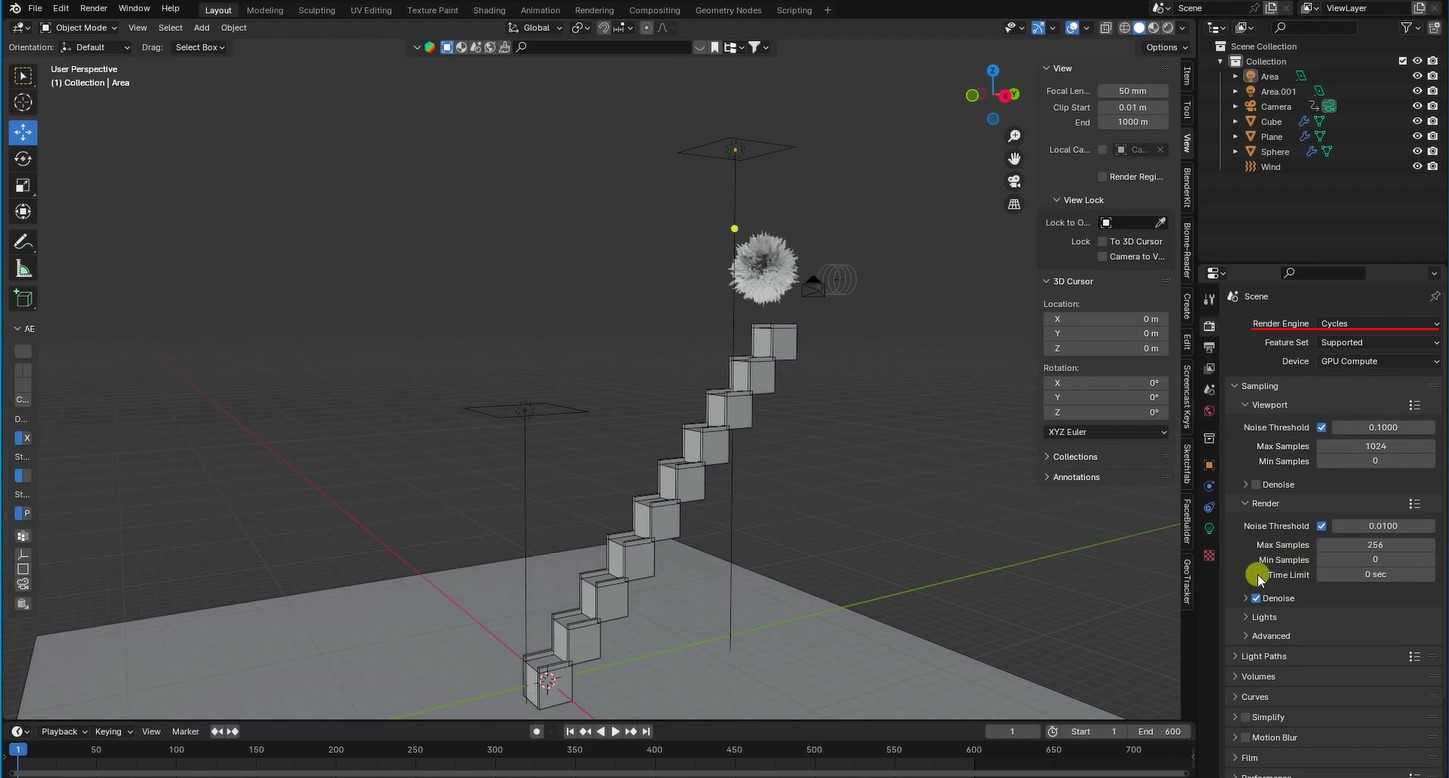 File Edit Render Window Help Layout Modeling Sculpting UV Editing Texture Paint Shading Animation Rendering Compositing Geometry Nodes Scripting + Scene ViewLayer
Object Mode View Select Add Object Global
Orientation: Default Drag: Select Box Options
User Perspective
(1) Collection | Area
Z
Y
X
AE
C...
D...
X
St...
St...
P
View
Focal Len... 50 mm
Clip Start 0.01 m
End 1000 m
Local Ca... Ca...
Render Regi...
View Lock
Lock to O...
Lock To 3D Cursor
Camera to V...
3D Cursor
Location:
X 0 m
Y 0 m
Z 0 m
Rotation:
X 0°
Y 0°
Z 0°
XYZ Euler
Collections
Annotations
Item
Tool
View
BlenderKit
Biome-Reader
Create
Edit
Screencast Keys
Sketchfab
FaceBuilder
GeoTracker
Scene Collection
Collection
Area
Area.001
Camera
Cube
Plane
Sphere
Wind
Scene
Render Engine Cycles
Feature Set Supported
Device GPU Compute
Sampling
Viewport
Noise Threshold 0.1000
Max Samples 1024
Min Samples 0
Denoise
Render
Noise Threshold 0.0100
Max Samples 256
Min Samples 0
Time Limit 0 sec
Denoise
Lights
Advanced
Light Paths
Volumes
Curves
Simplify
Motion Blur
Film
Performance
Playback Keying View Marker 1 Start 1 End 600
1 50 100 150 200 250 300 350 400 450 500 550 600 650 700